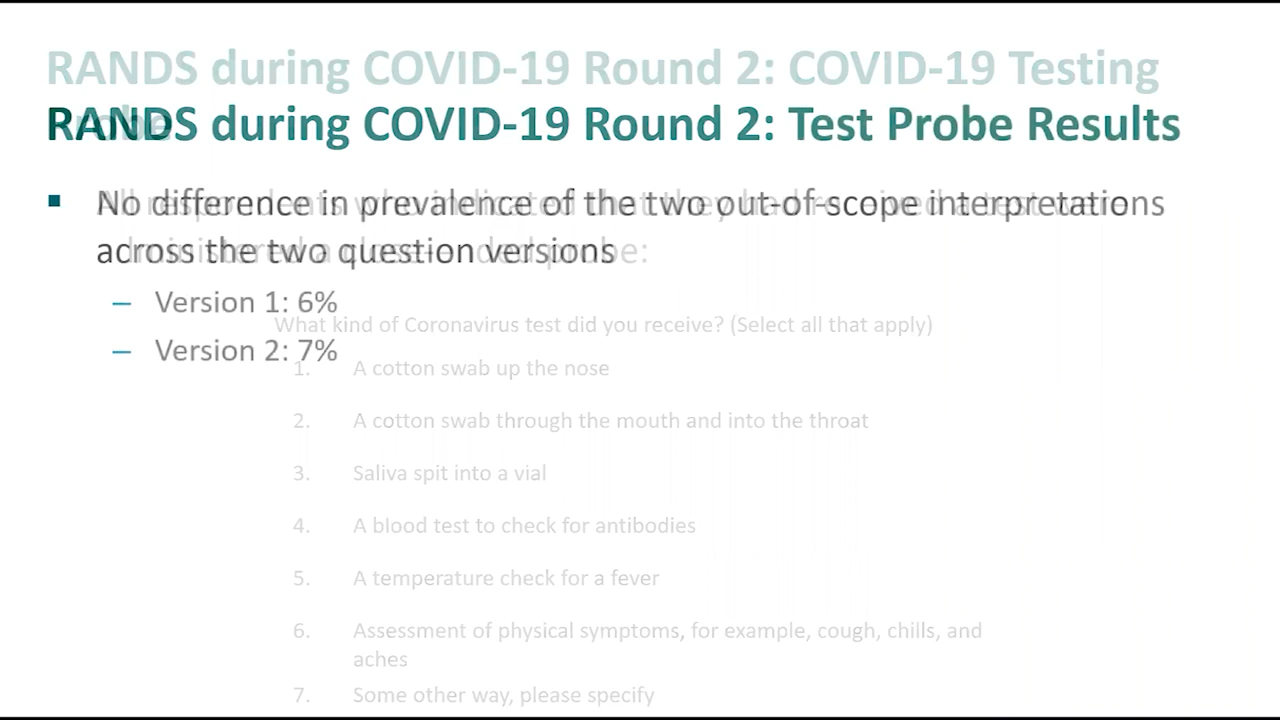 RANDS during COVID-19 Round 2: COVID-19 Testing
Probe
RANDS during COVID-19 Round 2: Test Probe Results
No difference in prevalence of the two out-of-scope interpretations
across the two question versions
– Version 1: 6%
– Version 2: 7%
What kind of Coronavirus test did you receive? (Select all that apply)
1. A cotton swab up the nose
2. A cotton swab through the mouth and into the throat
3. Saliva spit into a vial
4. A blood test to check for antibodies
5. A temperature check for a fever
6. Assessment of physical symptoms, for example, cough, chills, and
aches
7. Some other way, please specify